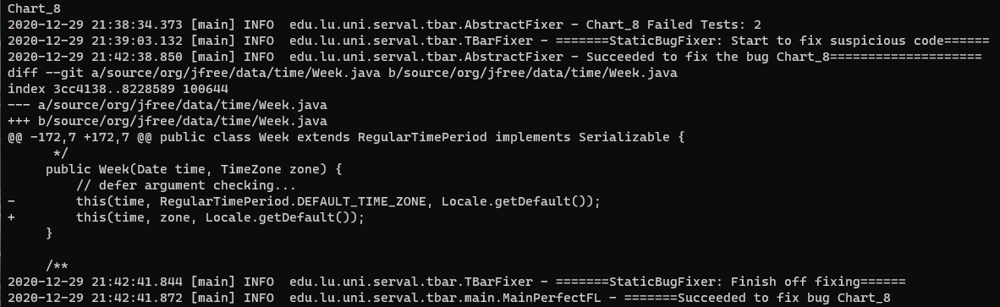 Chart_8
2020-12-29 21:38:34.373 [main] INFO  edu.lu.uni.serval.tbar.AbstractFixer - Chart_8 Failed Tests: 2
2020-12-29 21:39:03.132 [main] INFO  edu.lu.uni.serval.tbar.TBarFixer - =======StaticBugFixer: Start to fix suspicious code======
2020-12-29 21:42:38.850 [main] INFO  edu.lu.uni.serval.tbar.AbstractFixer - Succeeded to fix the bug Chart_8====================
diff --git a/source/org/jfree/data/time/Week.java b/source/org/jfree/data/time/Week.java
index 3cc4138..8228589 100644
--- a/source/org/jfree/data/time/Week.java
+++ b/source/org/jfree/data/time/Week.java
@@ -172,7 +172,7 @@ public class Week extends RegularTimePeriod implements Serializable {
      */
     public Week(Date time, TimeZone zone) {
         // defer argument checking...
-        this(time, RegularTimePeriod.DEFAULT_TIME_ZONE, Locale.getDefault());
+        this(time, zone, Locale.getDefault());
     }
     /**
2020-12-29 21:42:41.844 [main] INFO  edu.lu.uni.serval.tbar.TBarFixer - =======StaticBugFixer: Finish off fixing======
2020-12-29 21:42:41.872 [main] INFO  edu.lu.uni.serval.tbar.main.MainPerfectFL - =======Succeeded to fix bug Chart_8